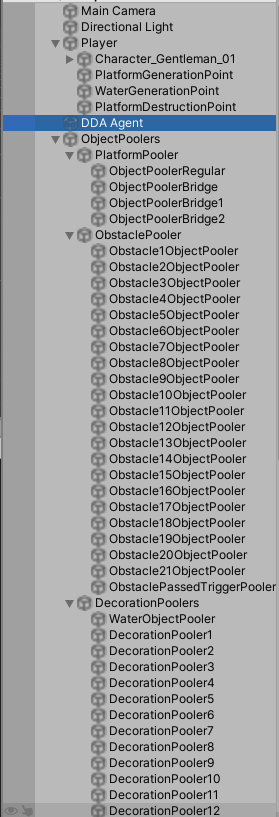 Main Camera
Directional Light
Player
Character_Gentleman_01
PlatformGenerationPoint
WaterGenerationPoint
PlatformDestructionPoint
DDA Agent
ObjectPoolers
PlatformPooler
ObjectPoolerRegular
ObjectPoolerBridge
ObjectPoolerBridge1
ObjectPoolerBridge2
ObstaclePooler
Obstacle1ObjectPooler
Obstacle2ObjectPooler
Obstacle3ObjectPooler
Obstacle4ObjectPooler
Obstacle5ObjectPooler
Obstacle6ObjectPooler
Obstacle7ObjectPooler
Obstacle8ObjectPooler
Obstacle9ObjectPooler
Obstacle10ObjectPooler
Obstacle11ObjectPooler
Obstacle12ObjectPooler
Obstacle13ObjectPooler
Obstacle14ObjectPooler
Obstacle15ObjectPooler
Obstacle16ObjectPooler
Obstacle17ObjectPooler
Obstacle18ObjectPooler
Obstacle19ObjectPooler
Obstacle20ObjectPooler
Obstacle21ObjectPooler
ObstaclePassedTriggerPooler
DecorationPoolers
WaterObjectPooler
DecorationPooler1
DecorationPooler2
DecorationPooler3
DecorationPooler4
DecorationPooler5
DecorationPooler6
DecorationPooler7
DecorationPooler8
DecorationPooler9
DecorationPooler10
DecorationPooler11
DecorationPooler12